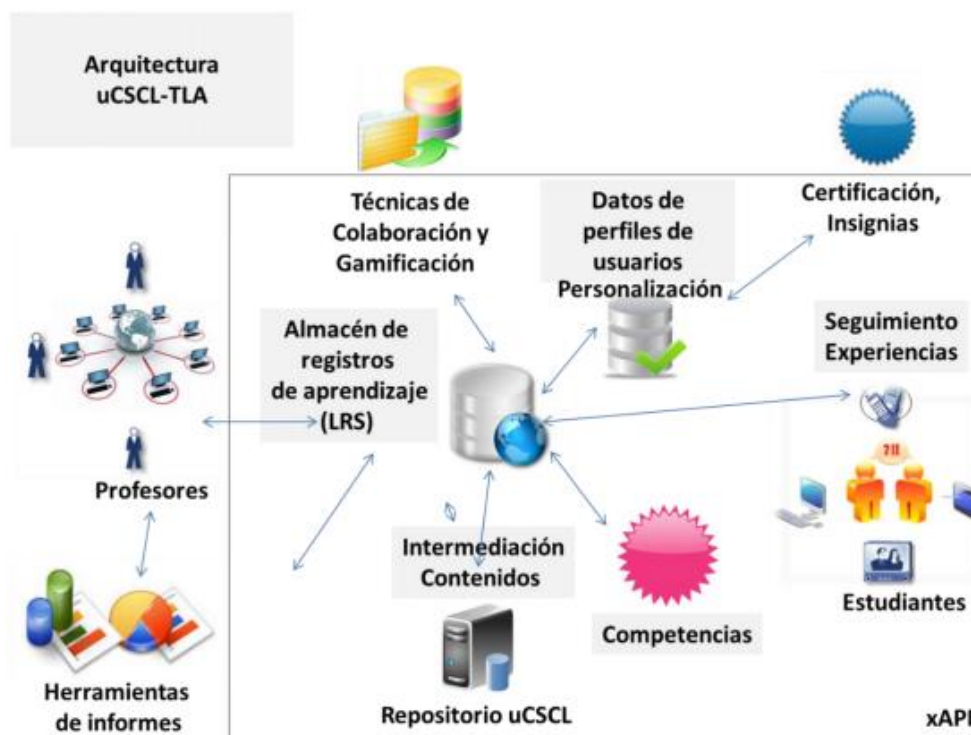 Arquitectura
uCSCL-TLA
Técnicas de
Colaboración y
Gamificación
Datos de
perfiles de
usuarios
Personalización
Certificación,
Insignias
Almacén de
registros
de aprendizaje
(LRS)
Seguimiento
Experiencias
Profesores
Intermediación
Contenidos
Competencias
Estudiantes
Herramientas
de informes
Repositorio uCSCL
xAPI